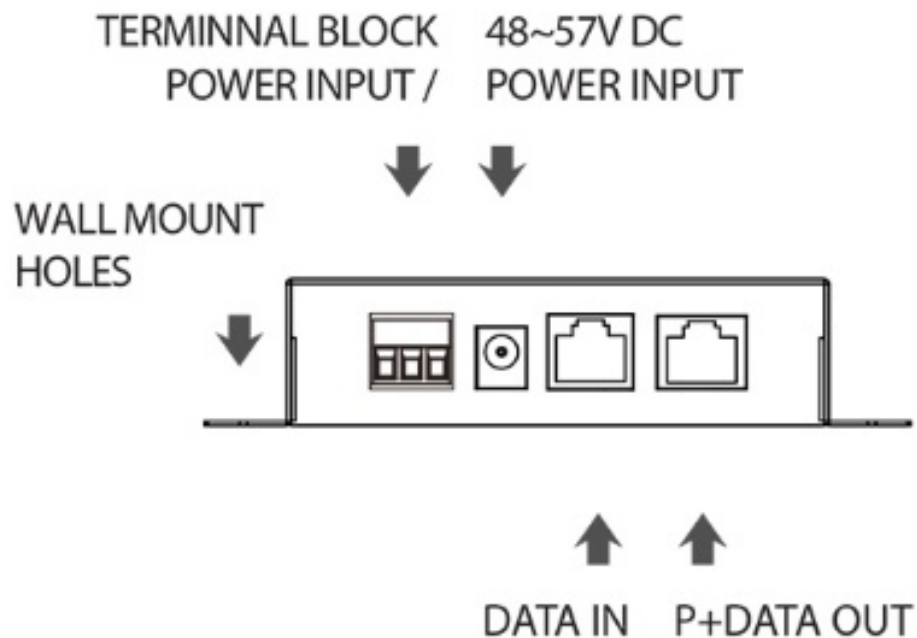 TERMINNAL BLOCK
POWER INPUT /
48~57V DC
POWER INPUT
WALL MOUNT
HOLES
DATA IN
P+DATA OUT